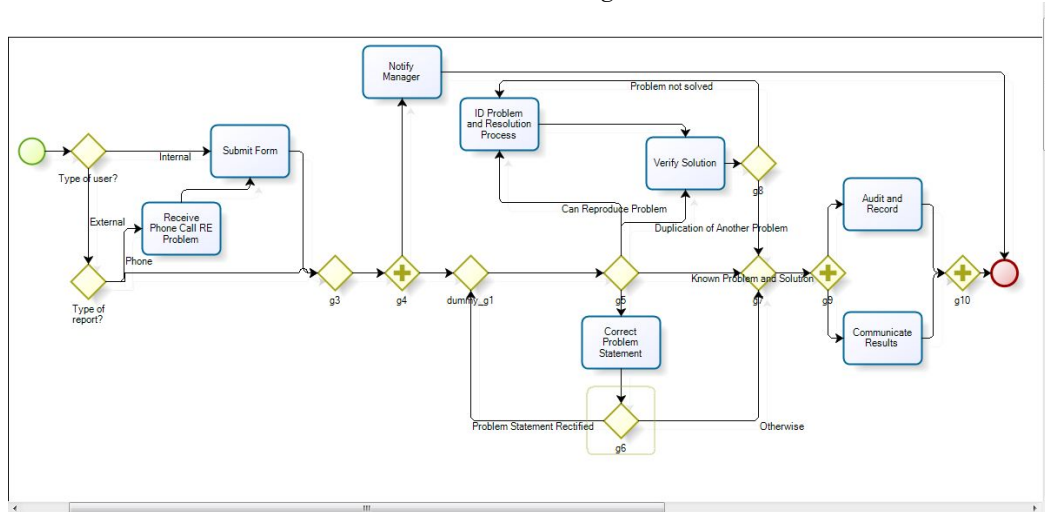 Notify
Manager
Problem not solved
ID Problem
and Resolution
Process
Submit Form
Verify Solution
Internal
Type of user?
g8
Audit and
Record
Can Reproduce Problem
Receive
Phone Call RE
Problem
External
Duplication of Another Problem
Phone
Known Problem and Solution
Type of
report?
g3
g4
dummy_g1
g5
g7
g9
g10
Correct
Problem
Statement
Communicate
Results
Problem Statement Rectified
Otherwise
g6